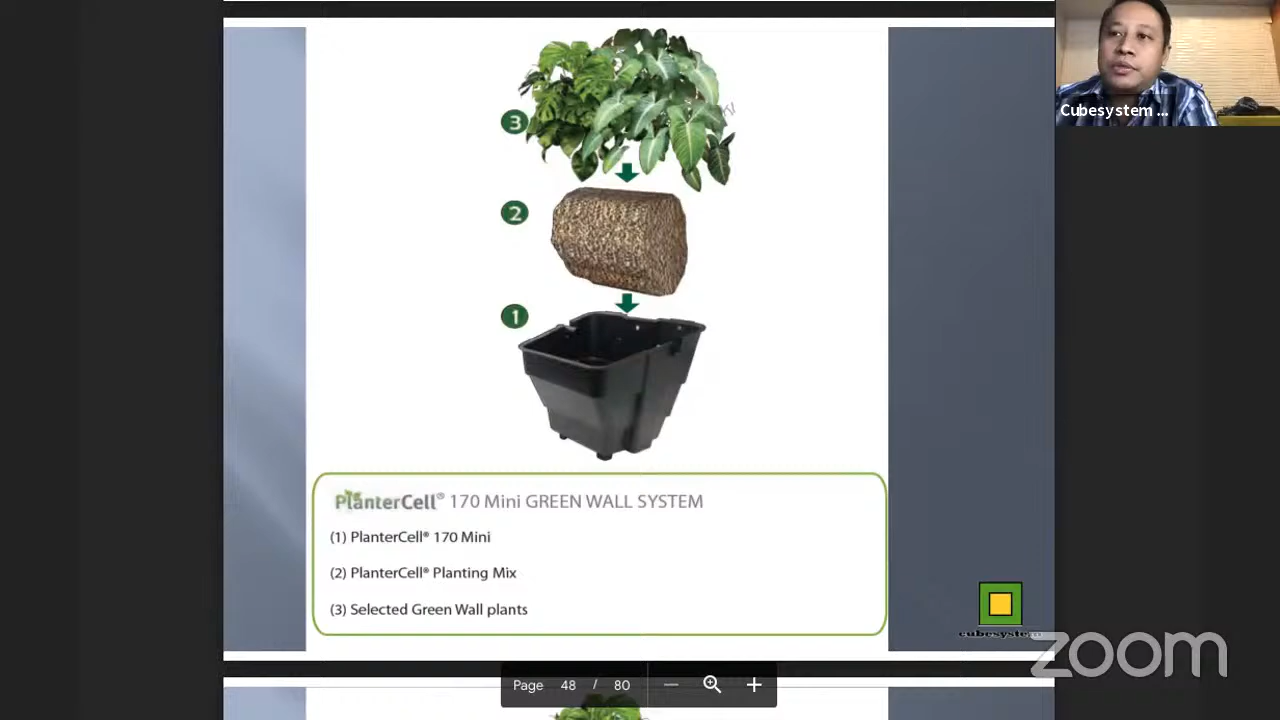 3
2
1
PlanterCell® 170 Mini GREEN WALL SYSTEM
(1) PlanterCell® 170 Mini
(2) PlanterCell® Planting Mix
(3) Selected Green Wall plants
cubesystem
Cubesystem ...
zoom
Page 48 / 80